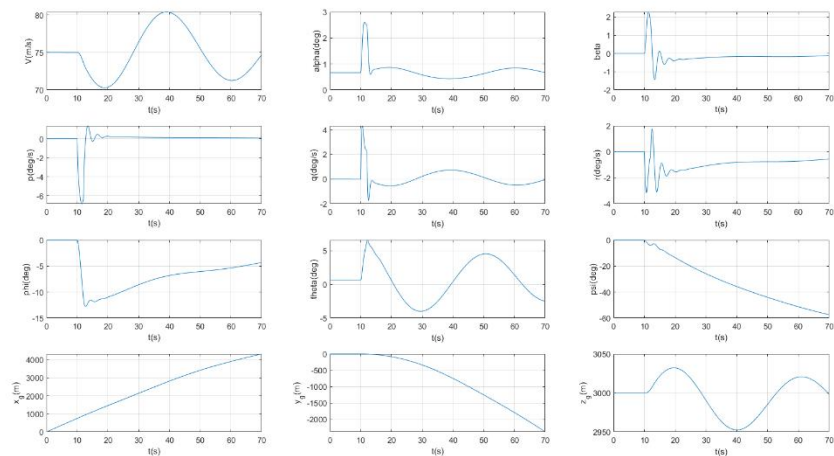 80
75
70
V(m/s)
0 10 20 30 40 50 60 70
t(s)
3
2
1
0
alpha(deg)
0 10 20 30 40 50 60 70
t(s)
2
1
0
-1
-2
beta
0 10 20 30 40 50 60 70
t(s)
0
-2
-4
-6
p(deg/s)
0 10 20 30 40 50 60 70
t(s)
4
2
0
-2
q(deg/s)
0 10 20 30 40 50 60 70
t(s)
2
0
-2
-4
r(deg/s)
0 10 20 30 40 50 60 70
t(s)
0
-5
-10
-15
phi(deg)
0 10 20 30 40 50 60 70
t(s)
5
0
-5
theta(deg)
0 10 20 30 40 50 60 70
t(s)
0
-20
-40
-60
psi(deg)
0 10 20 30 40 50 60 70
t(s)
4000
3000
2000
1000
0
x_g(m)
0 10 20 30 40 50 60 70
t(s)
0
-500
-1000
-1500
-2000
y_g(m)
0 10 20 30 40 50 60 70
t(s)
3050
3000
2950
z_g(m)
0 10 20 30 40 50 60 70
t(s)